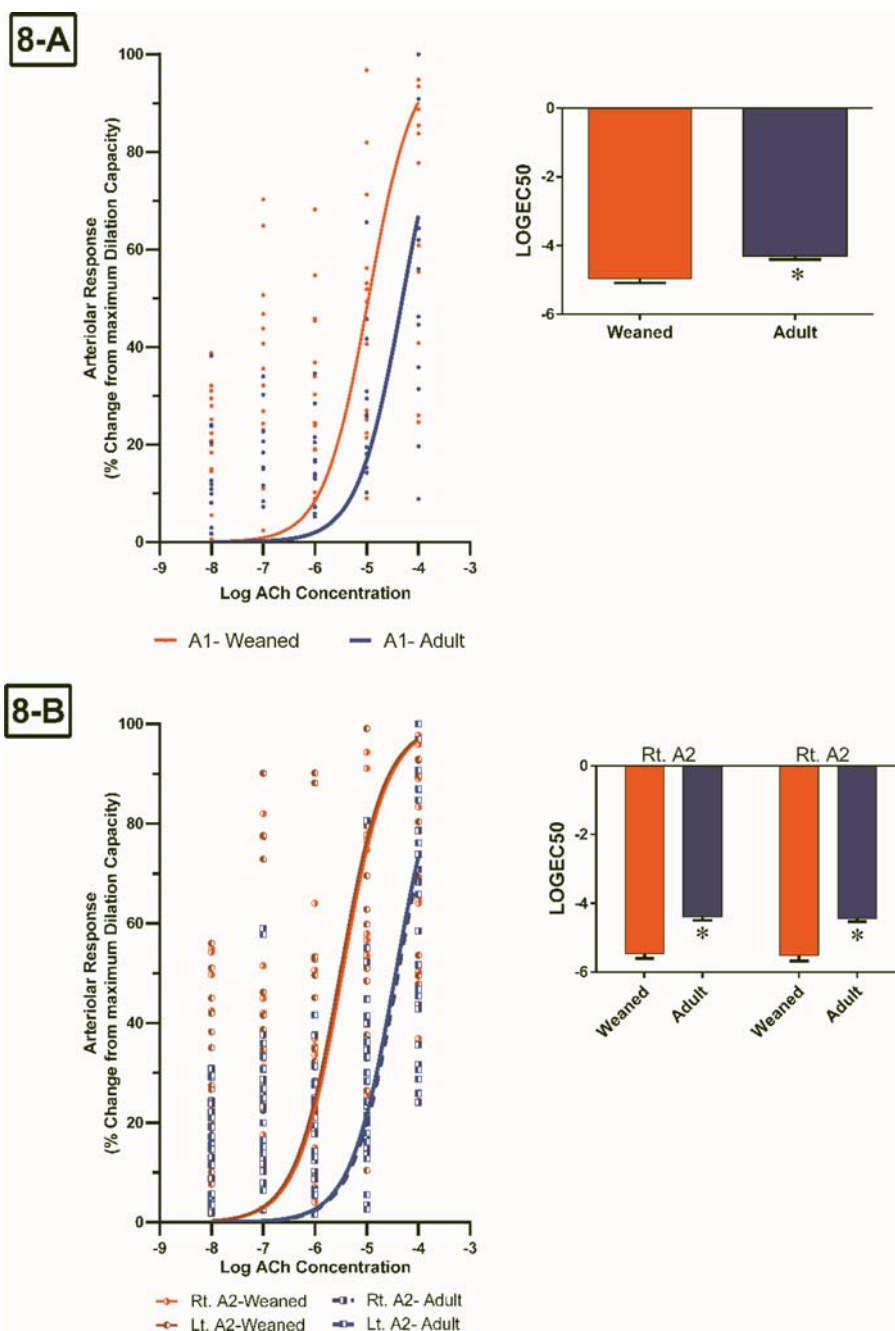 8-A
Arteriolar Response
(% Change from maximum Dilation Capacity)
100
80
60
40
20
0
-9 -8 -7 -6 -5 -4 -3
Log ACh Concentration
A1- Weaned A1- Adult
LOGEC50
0
-2
-4
-6
*
Weaned Adult
8-B
Arteriolar Response
(% Change from maximum Dilation Capacity)
100
80
60
40
20
0
-9 -8 -7 -6 -5 -4 -3
Log ACh Concentration
Rt. A2-Weaned Rt. A2- Adult
Lt. A2-Weaned Lt. A2- Adult
Rt. A2 Rt. A2
LOGEC50
0
-2
-4
-6
* *
Weaned Adult Weaned Adult